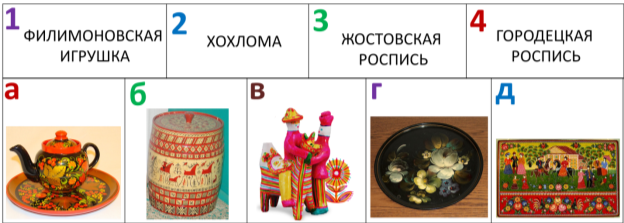 1 ФИЛИМОНОВСКАЯ
ИГРУШКА
2 ХОХЛОМА
3 ЖОСТОВСКАЯ
РОСПИСЬ
4 ГОРОДЕЦКАЯ
РОСПИСЬ
а б в г д